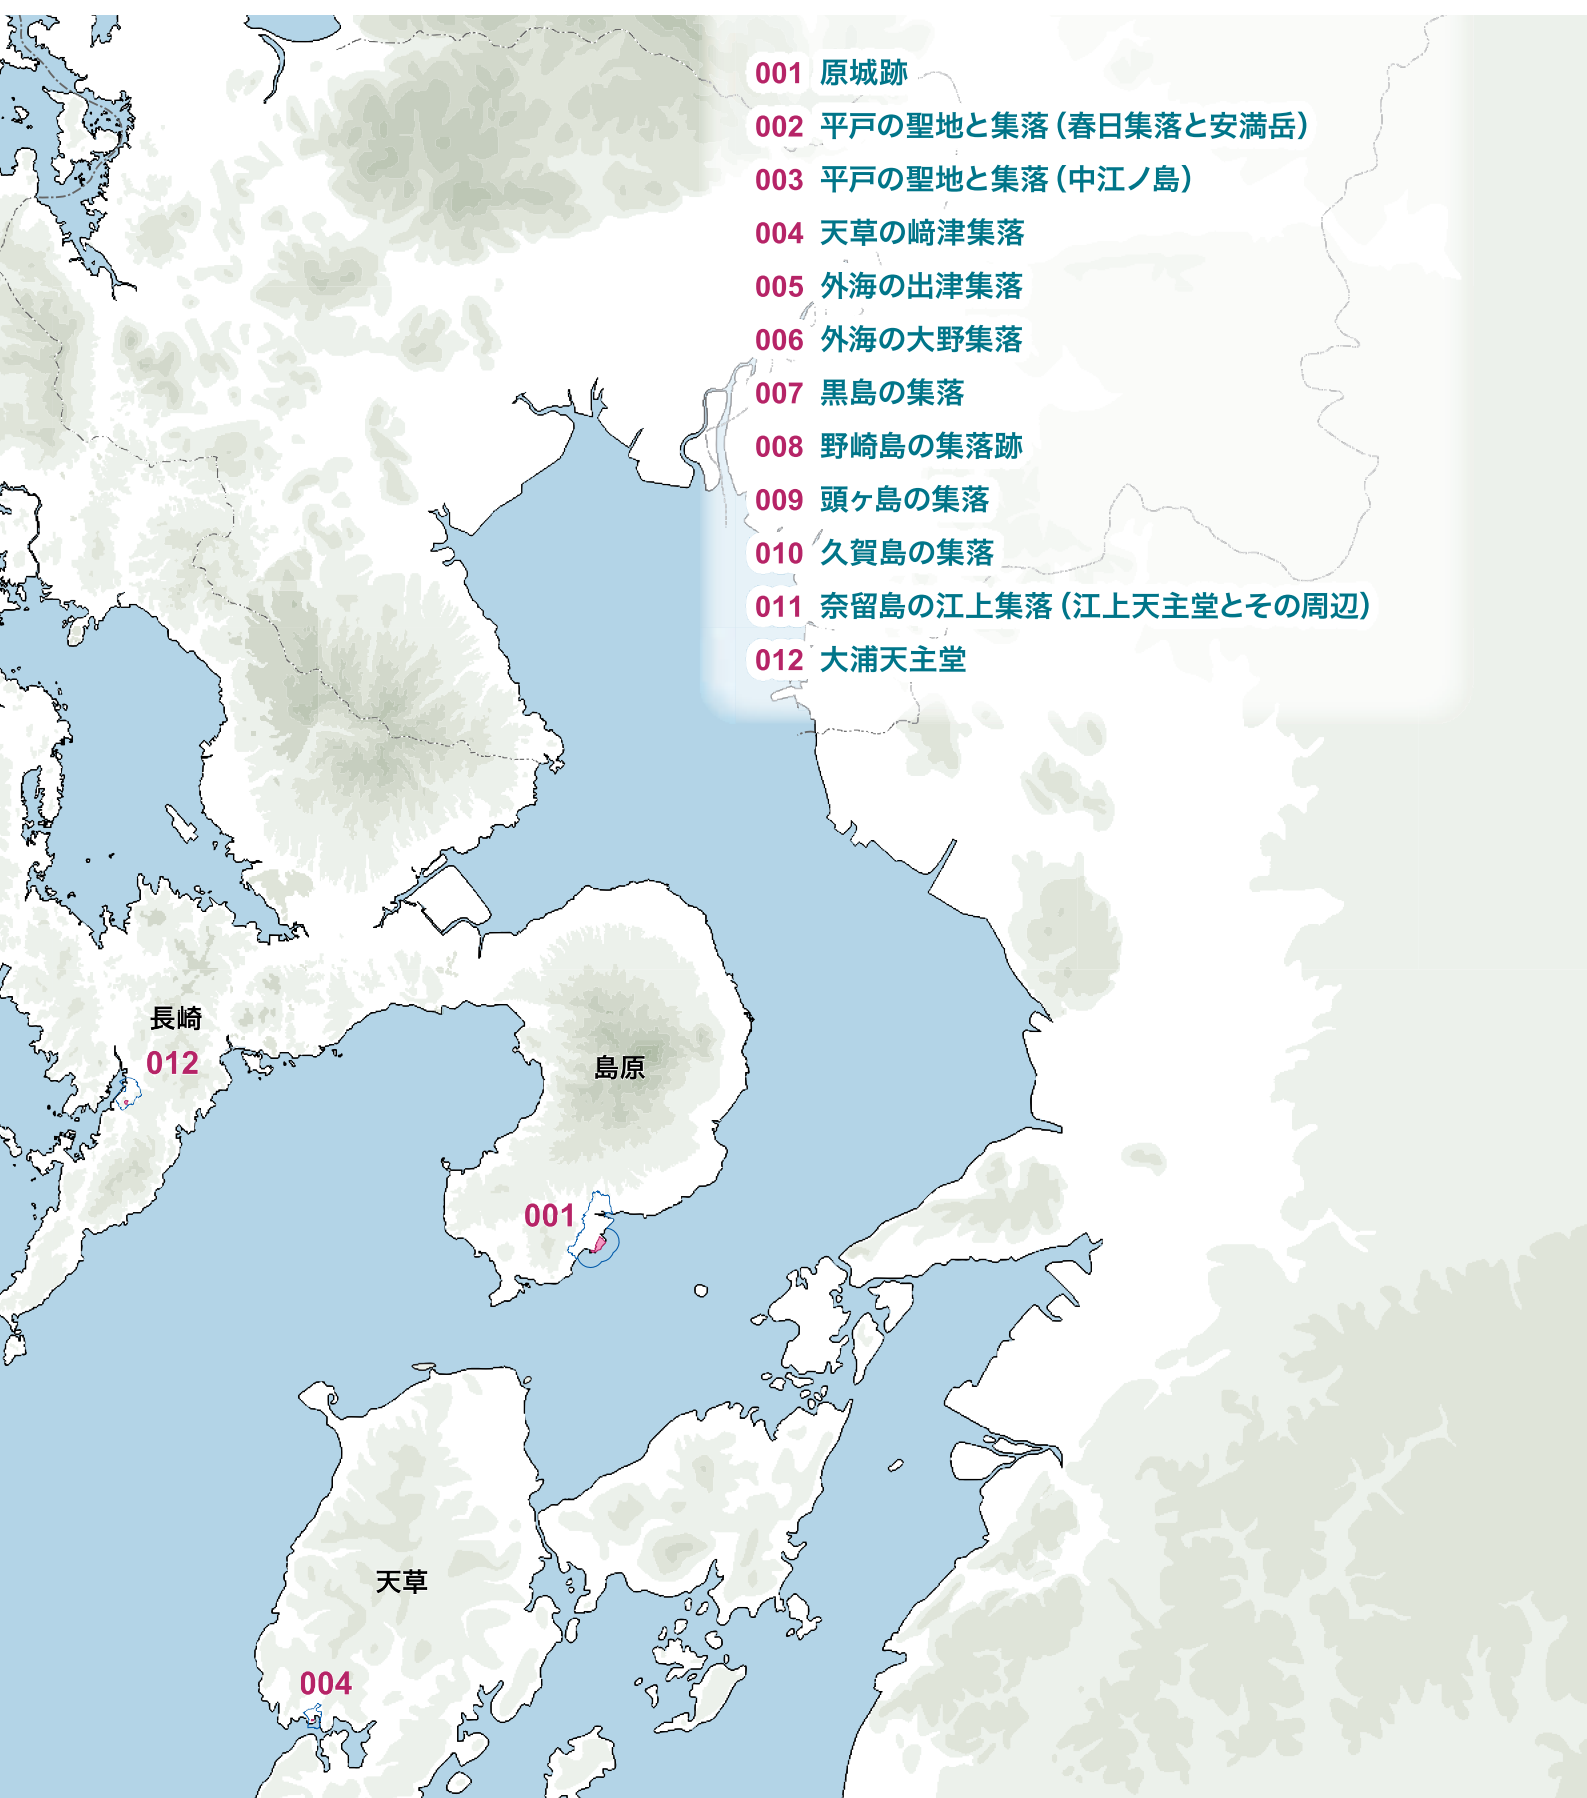 001 原城跡
002 平戸の聖地と集落（春日集落と安満岳）
003 平戸の聖地と集落（中江ノ島）
004 天草の﨑津集落
005 外海の出津集落
006 外海の大野集落
007 黒島の集落
008 野崎島の集落跡
009 頭ヶ島の集落
010 久賀島の集落
011 奈留島の江上集落（江上天主堂とその周辺）
012 大浦天主堂
長崎
012
島原
001
天草
004